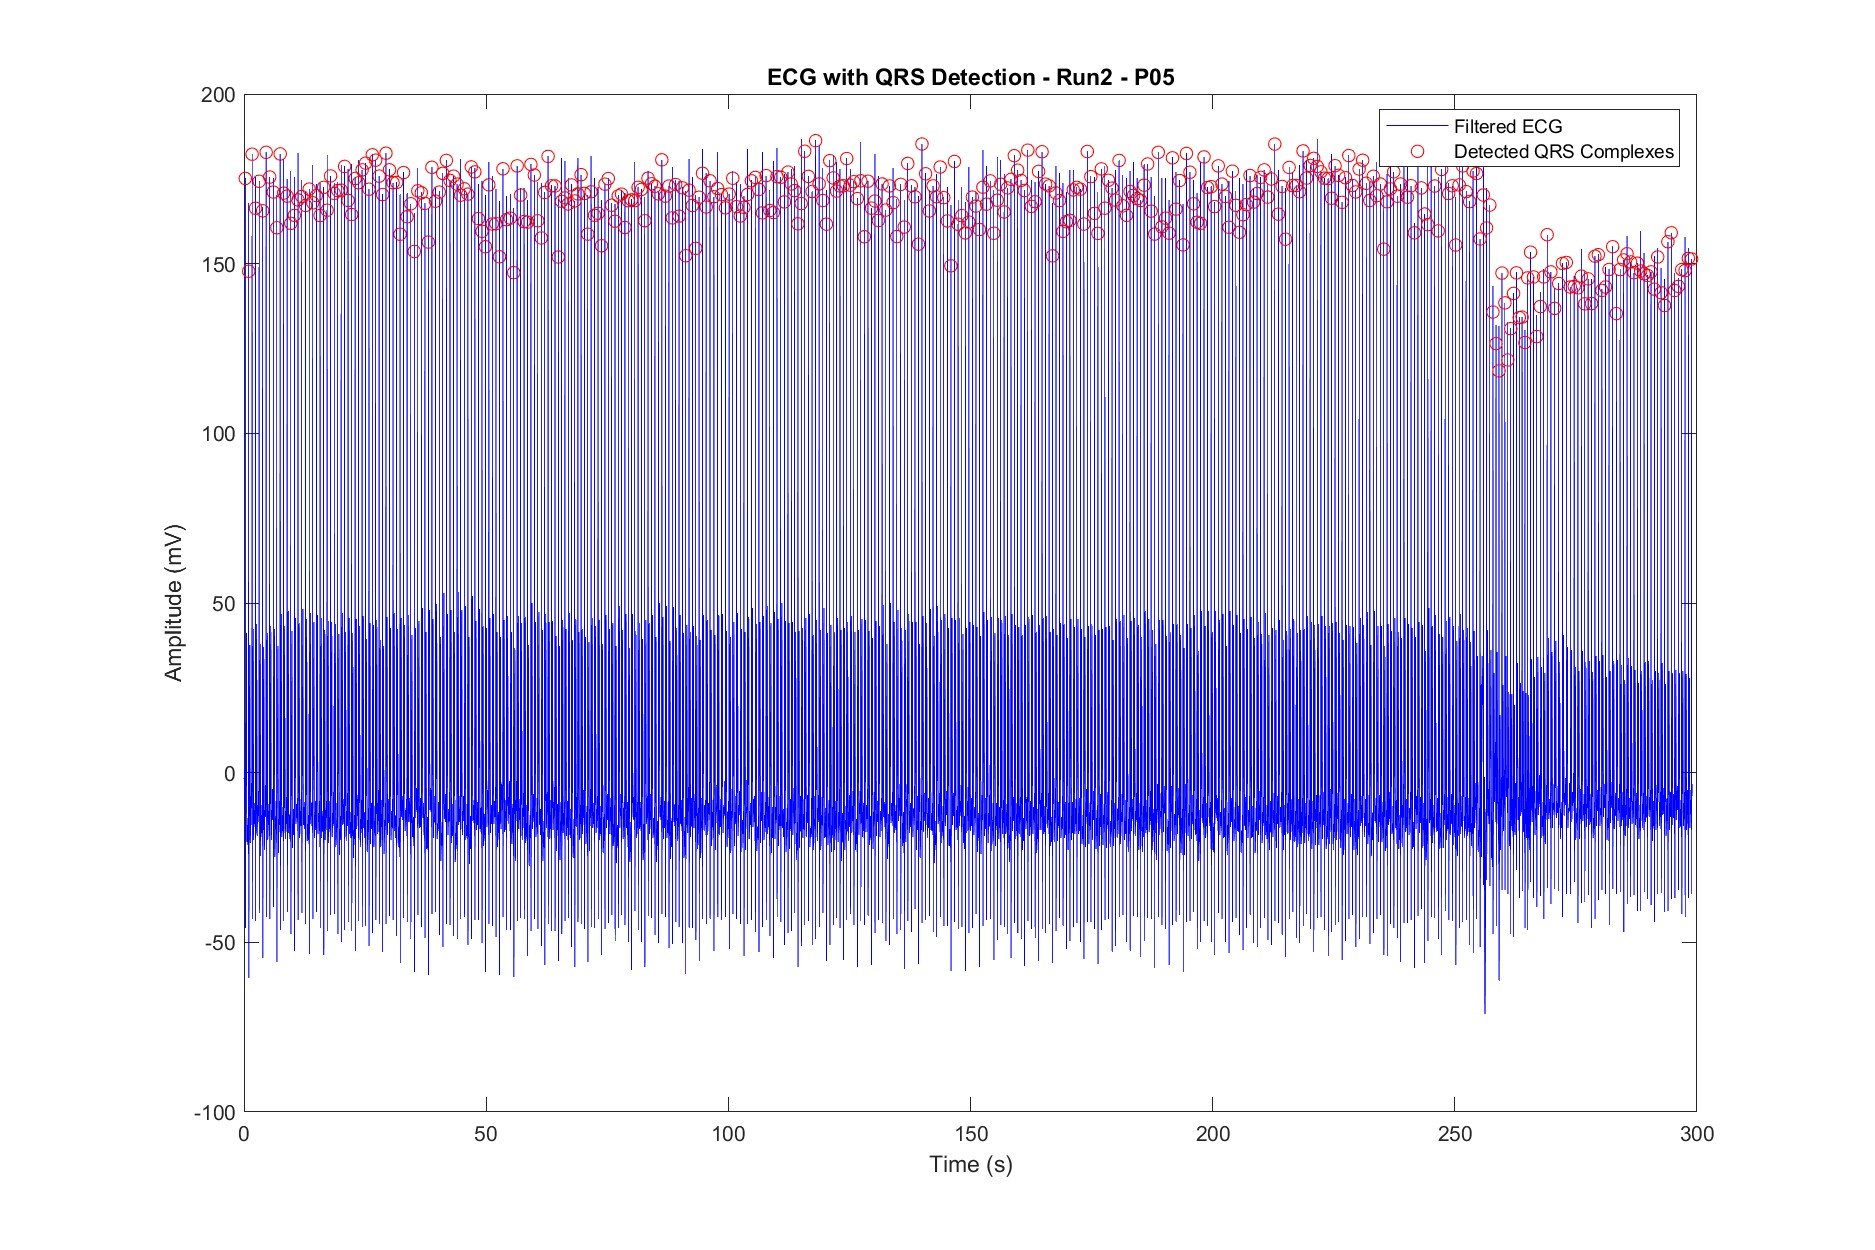 ECG with QRS Detection - Run2 - P05
200
150
100
50
0
-50
-100
Amplitude (mV)
Filtered ECG
Detected QRS Complexes
0 50 100 150 200 250 300
Time (s)